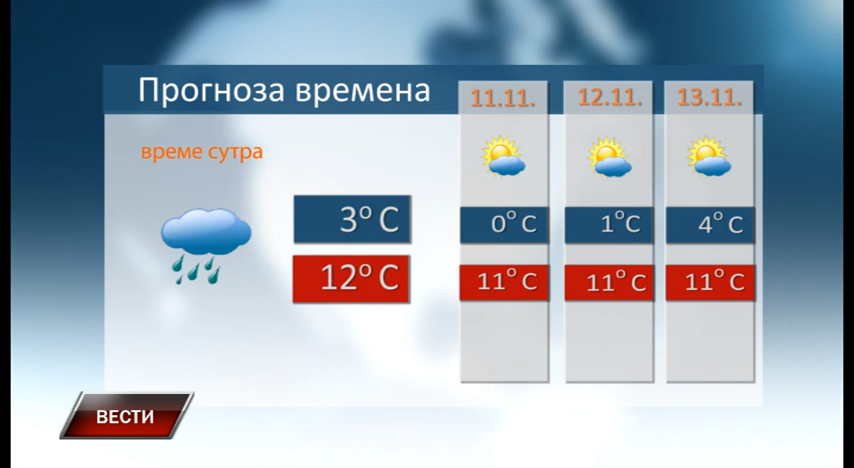 Прогноза времена
11.11. 12.11. 13.11.
време сутра
3° C
12° C
0° C 1°C 4° C
11° C 11° C 11° C
ВЕСТИ